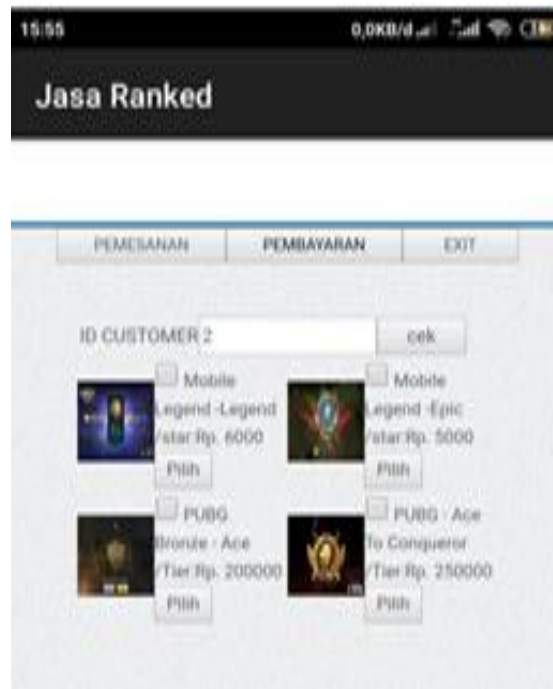 15:55 0,0KB/d
Jasa Ranked
PEMESANAN PEMBAYARAN EXIT
ID CUSTOMER 2 cek
Mobile
Legend -Legend
/star:Rp. 6000
Pilih
Mobile
Legend -Epic
/star:Rp. 5000
Pilih
PUBG
Bronze - Ace
/Tier:Rp. 200000
Pilih
PUBG - Ace
To Conqueror
/Tier:Rp. 250000
Pilih